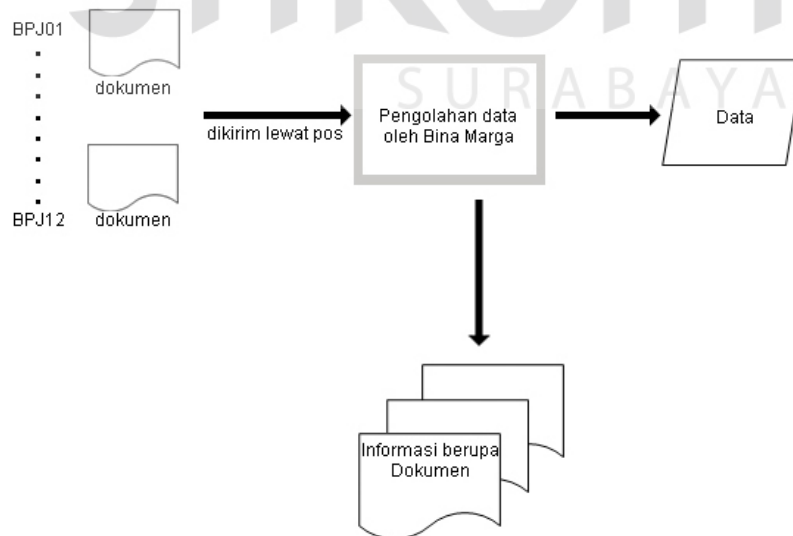 BPJ01
dokumen
SURABAYA
dikirim lewat pos
Pengolahan data
oleh Bina Marga
Data
BPJ12
dokumen
Informasi berupa
Dokumen